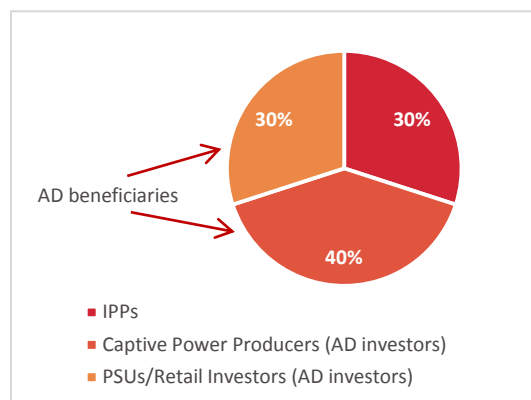 30%
30%
AD beneficiaries
40%
IPPs
Captive Power Producers (AD investors)
PSUs/Retail Investors (AD investors)